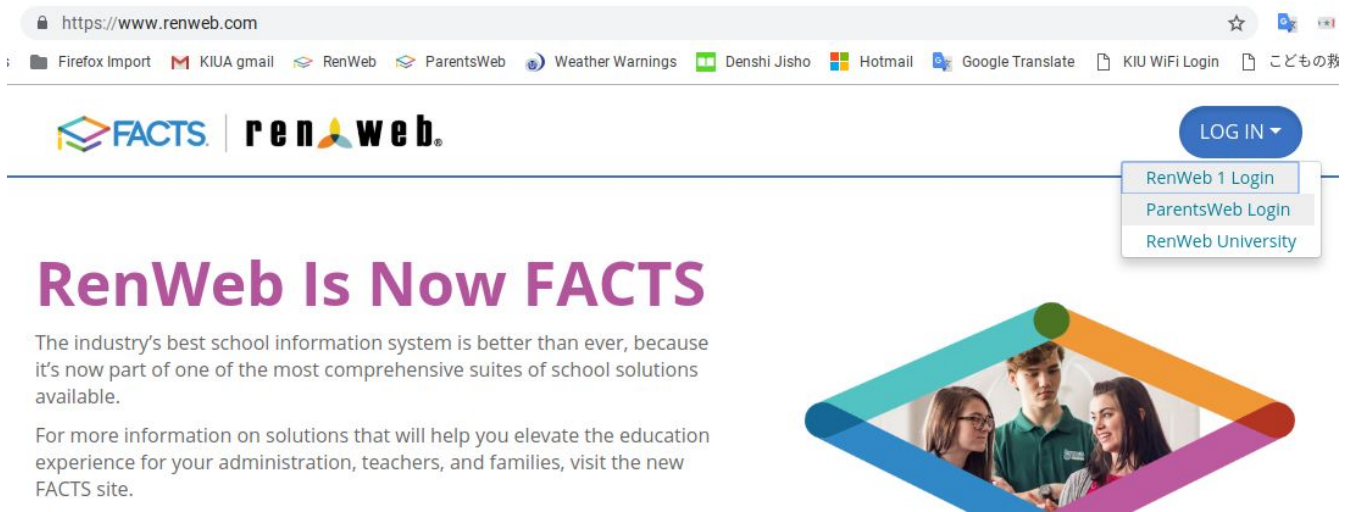 https://www.renweb.com
Firefox Import KIUA gmail RenWeb ParentsWeb Weather Warnings Denshi Jisho Hotmail Google Translate KIU WiFi Login こどもの救
FACTS. renweb.
LOG IN
RenWeb 1 Login
ParentsWeb Login
RenWeb University
RenWeb Is Now FACTS
The industry's best school information system is better than ever, because
it's now part of one of the most comprehensive suites of school solutions
available.
For more information on solutions that will help you elevate the education
experience for your administration, teachers, and families, visit the new
FACTS site.